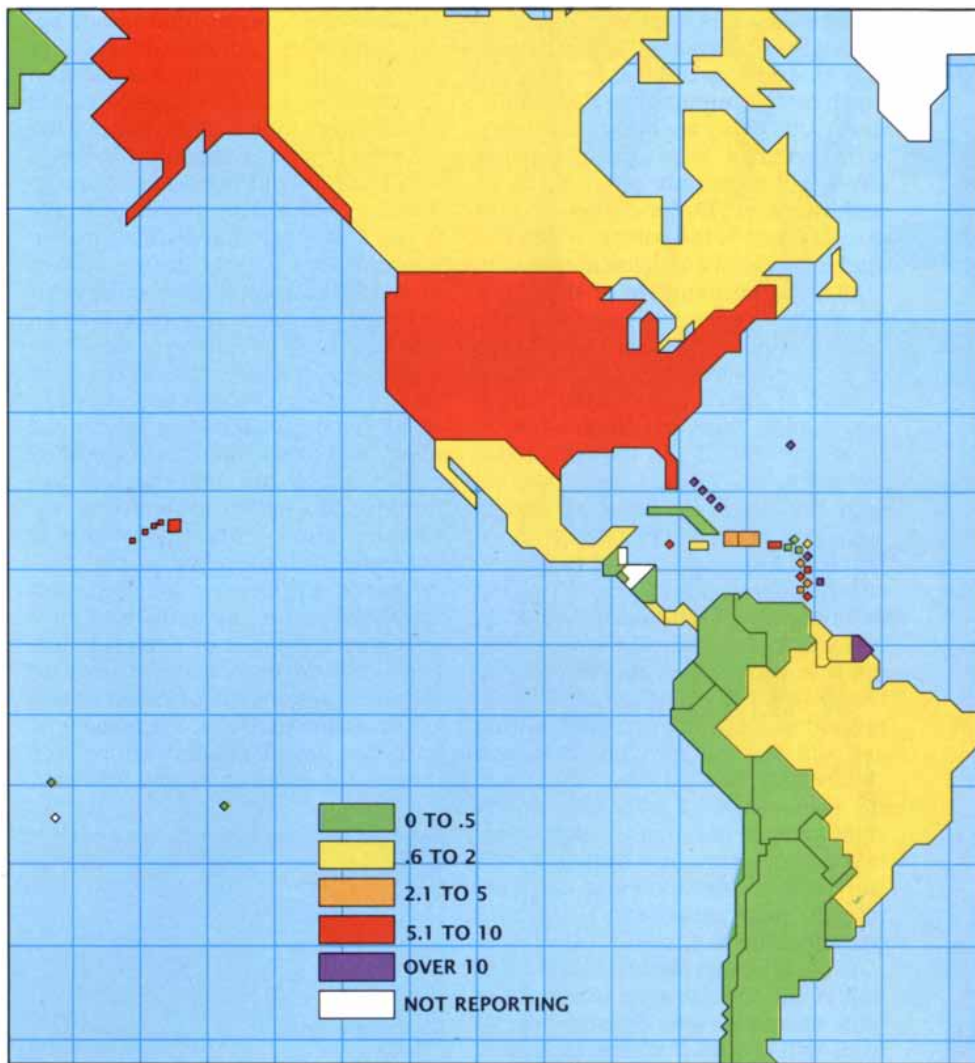 0 TO .5
.6 TO 2
2.1 TO 5
5.1 TO 10
OVER 10
NOT REPORTING